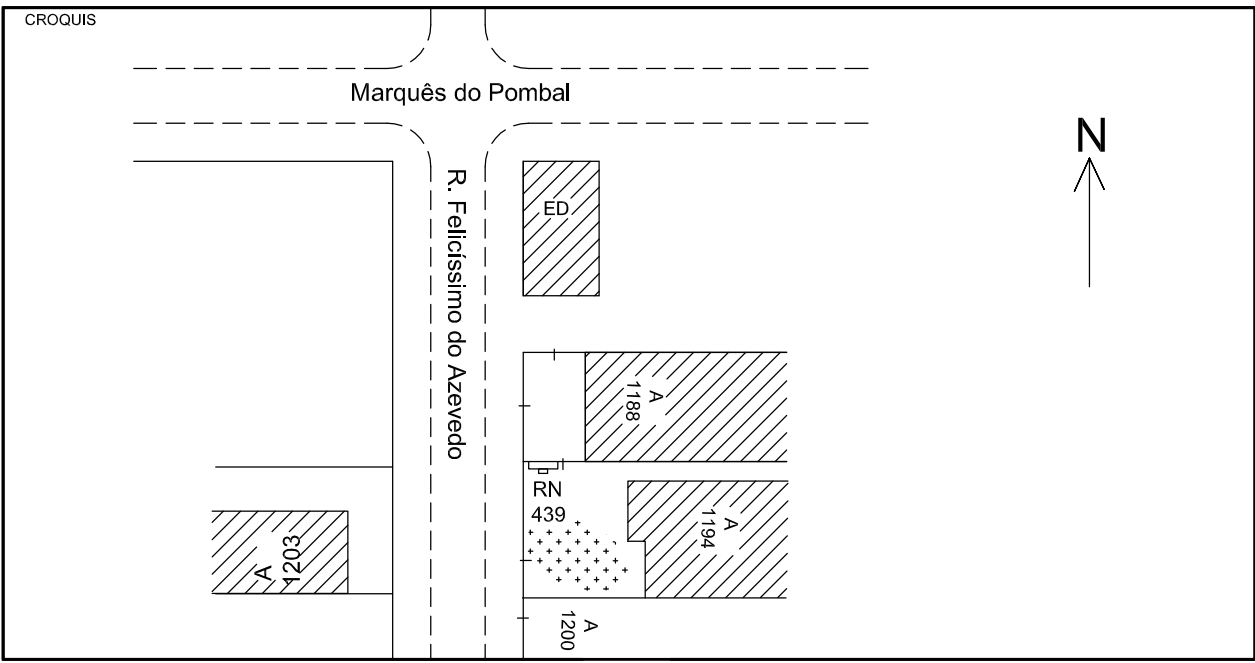 CROQUIS
Marquês do Pombal
N
R. Felicíssimo do Azevedo
ED
A
1188
RN
439
A
1194
A
1203
A
1200